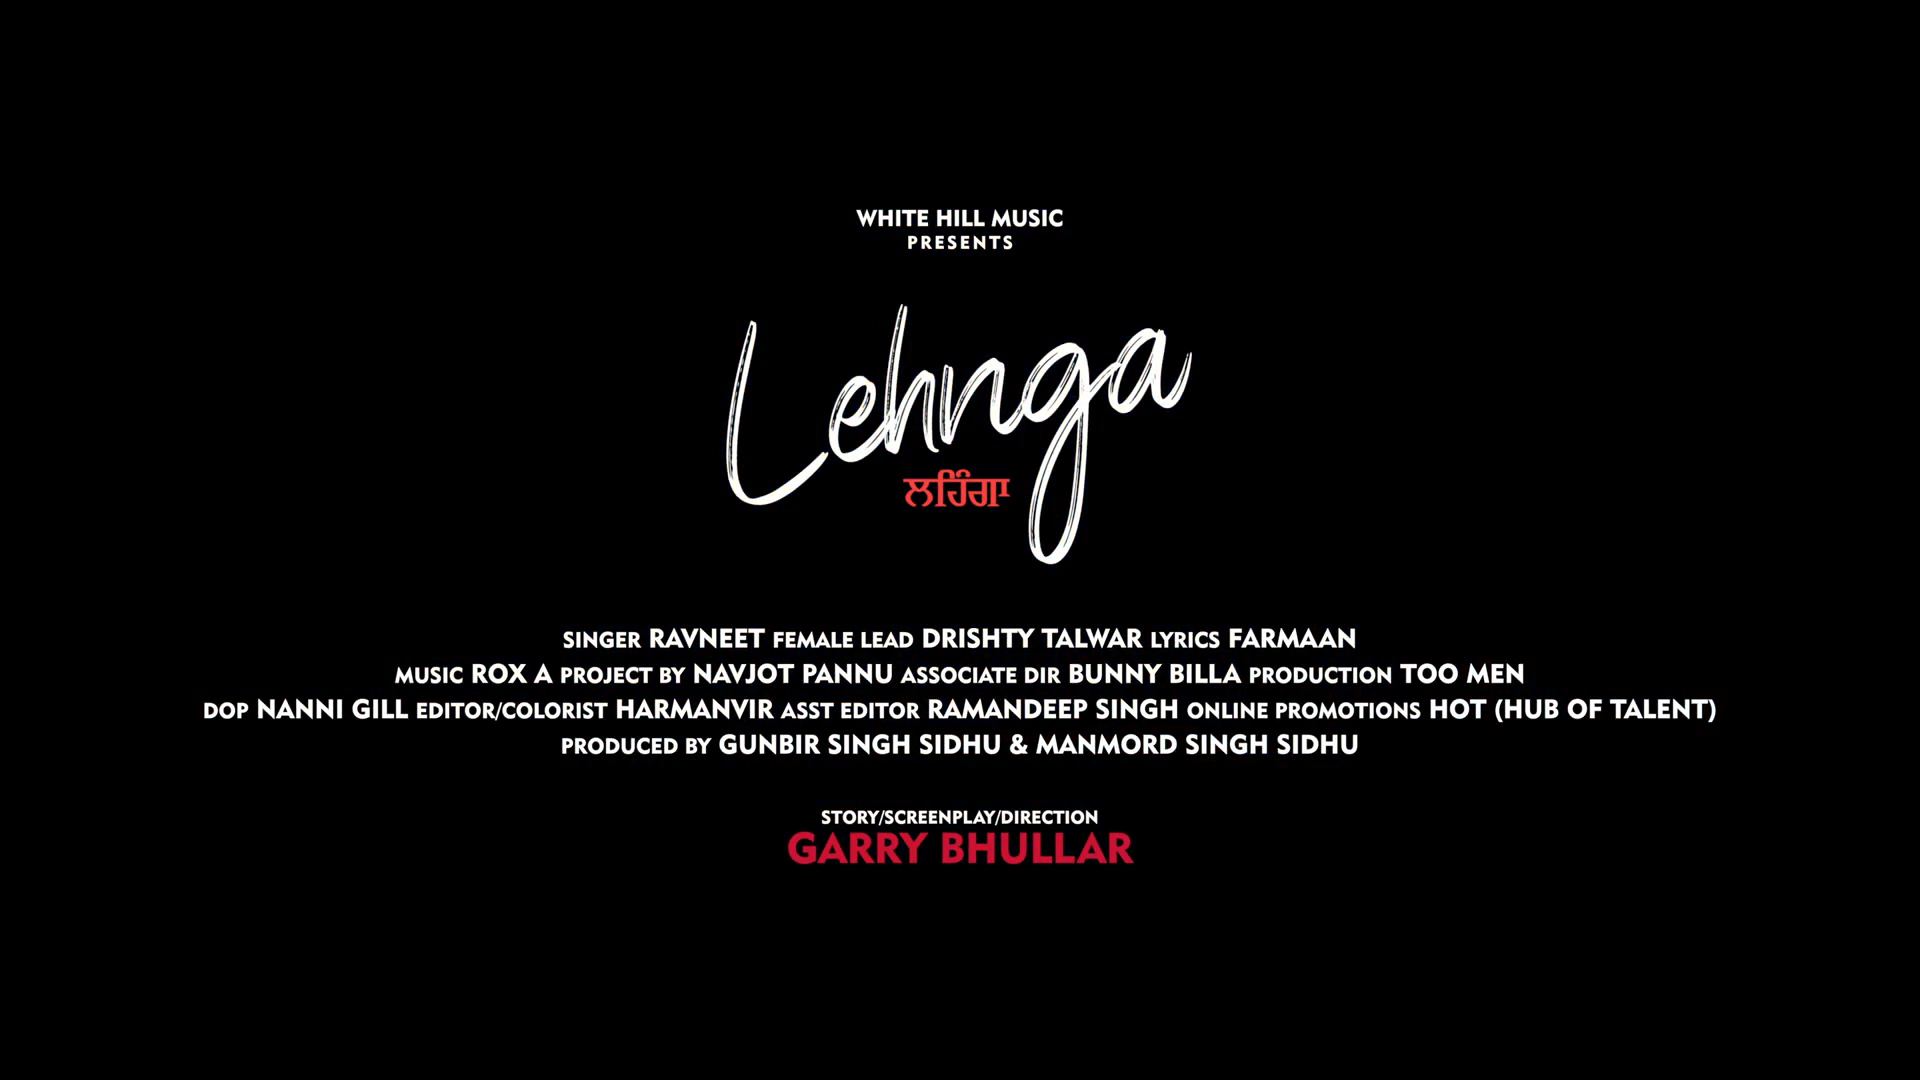 WHITE HILL MUSIC
PRESENTS
Lehnga
ਲਹਿੰਗਾ
SINGER RAVNEET FEMALE LEAD DRISHTY TALWAR LYRICS FARMAAN
MUSIC ROX A PROJECT BY NAVJOT PANNU ASSOCIATE DIR BUNNY BILLA PRODUCTION TOO MEN
DOP NANNI GILL EDITOR/COLORIST HARMANVIR ASST EDITOR RAMANDEEP SINGH ONLINE PROMOTIONS HOT (HUB OF TALENT)
PRODUCED BY GUNBIR SINGH SIDHU & MANMORD SINGH SIDHU
STORY/SCREENPLAY/DIRECTION
GARRY BHULLAR